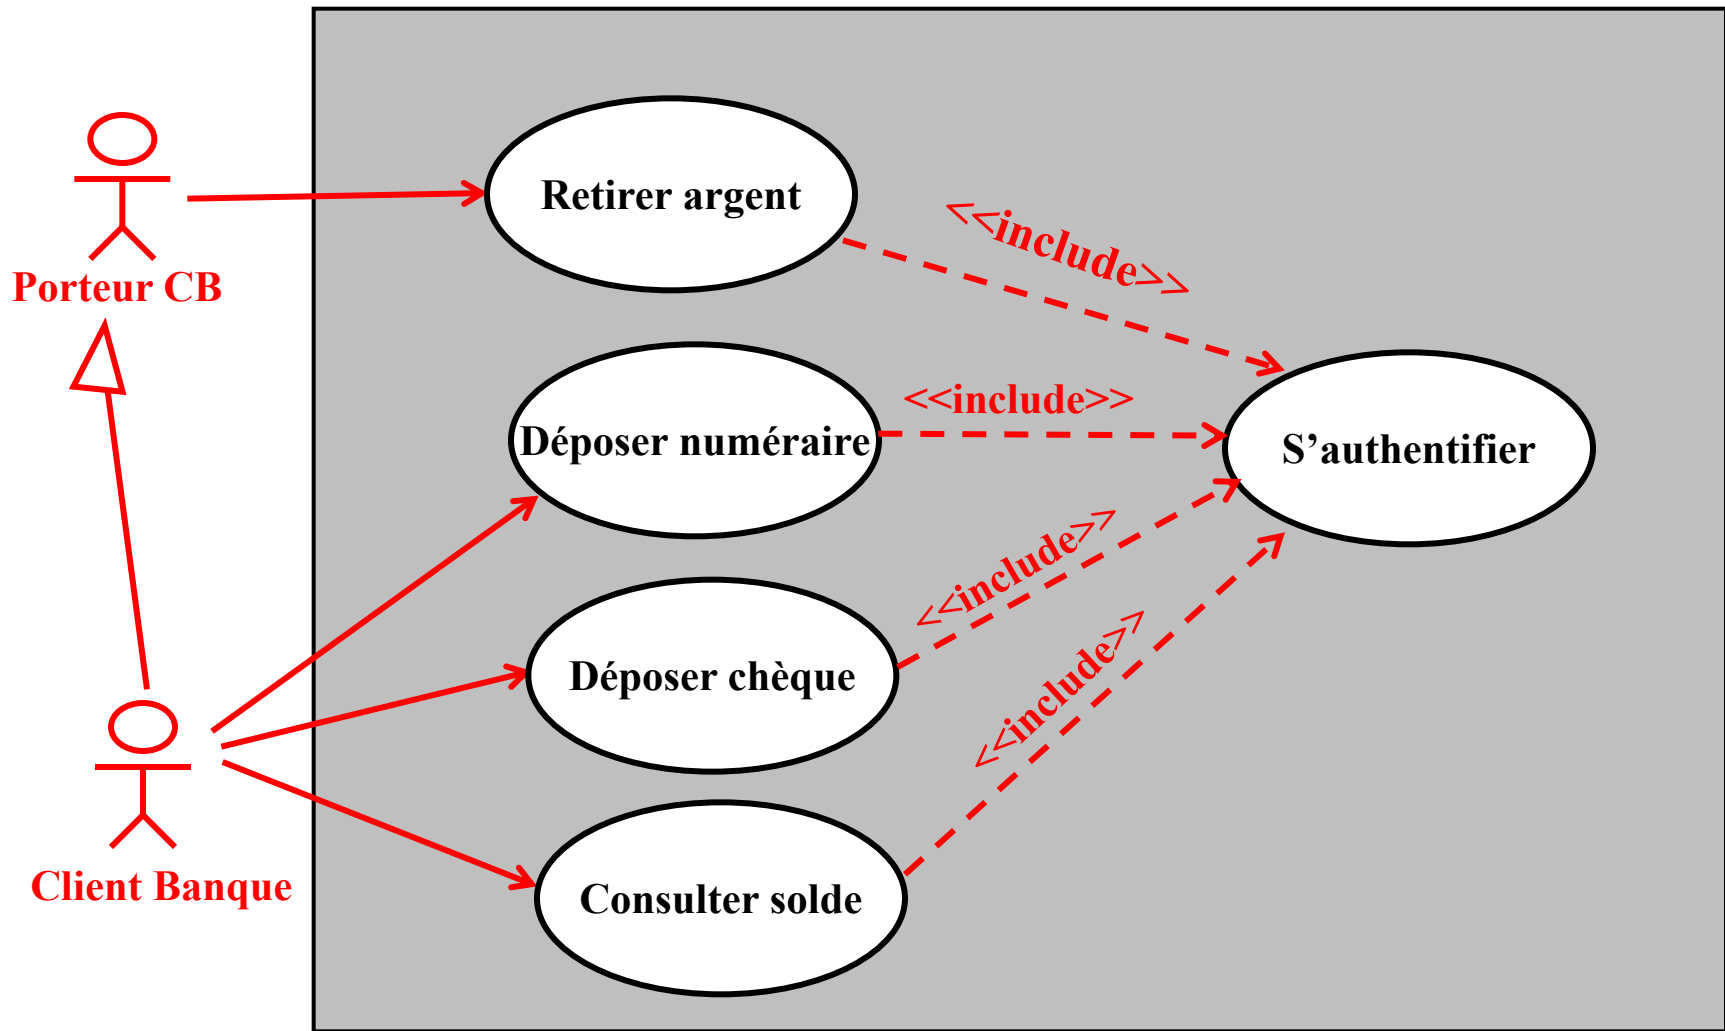 Retirer argent
<<include>>
Porteur CB
<<include>>
Déposer numéraire
S’authentifier
<<include>>
Déposer chèque
<<include>>
Client Banque
Consulter solde